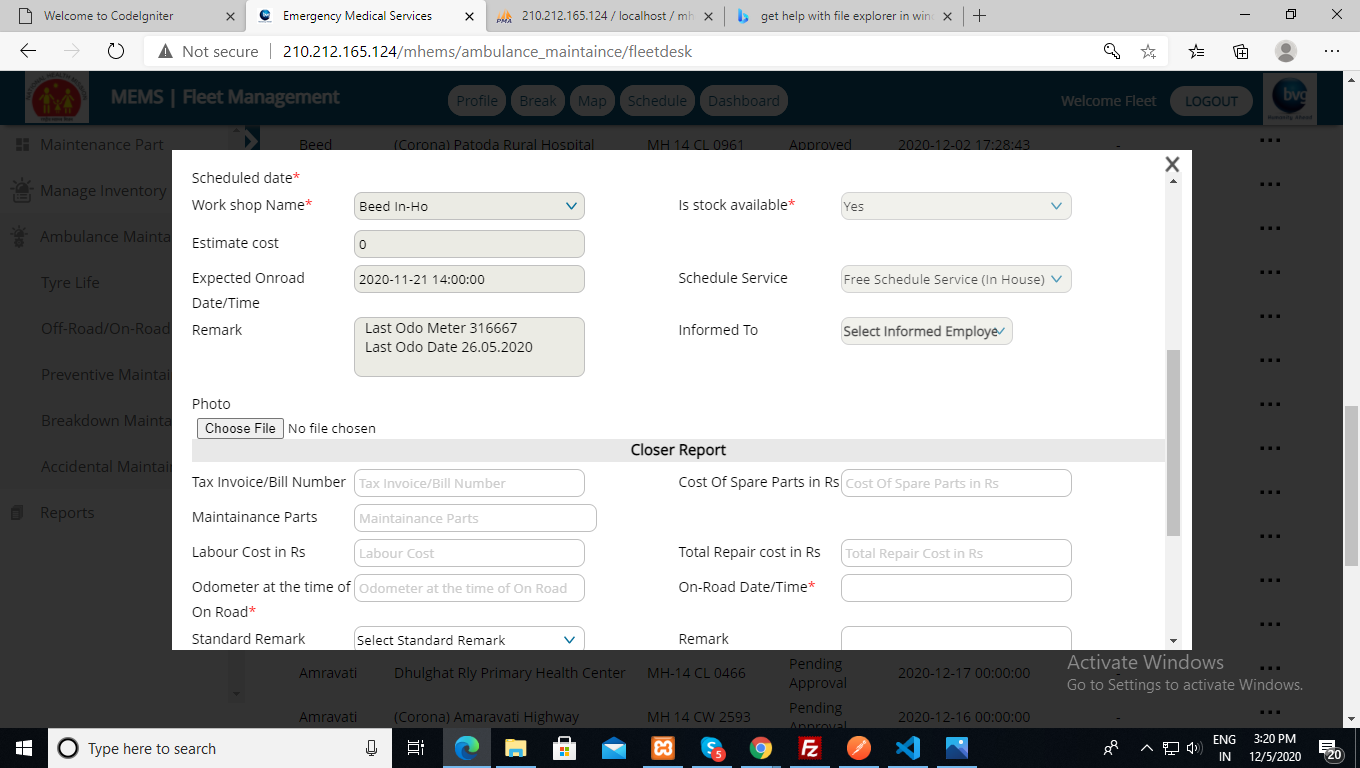 Welcome to CodeIgniter
Emergency Medical Services
210.212.165.124 / localhost / mh
get help with file explorer in win
Not secure
210.212.165.124/mhems/ambulance_maintaince/fleetdesk
MEMS | Fleet Management
Profile
Break
Map
Schedule
Dashboard
Welcome Fleet
LOGOUT
bvg
Maintenance Part
Manage Inventory
Ambulance Mainta
Tyre Life
Off-Road/On-Road
Preventive Maintai
Breakdown Mainta
Accidental Maintai
Reports
Beed (Corona) Patoda Rural Hospital MH 14 CL 0961 Approved 2020-12-02 17:28:43 -
Scheduled date*
Work shop Name* Beed In-Ho Is stock available* Yes
Estimate cost 0
Expected Onroad Date/Time 2020-11-21 14:00:00 Schedule Service Free Schedule Service (In House)
Remark Last Odo Meter 316667
Last Odo Date 26.05.2020
Informed To Select Informed Employe
Photo
Choose File No file chosen
Closer Report
Tax Invoice/Bill Number Tax Invoice/Bill Number Cost Of Spare Parts in Rs Cost Of Spare Parts in Rs
Maintainance Parts Maintainance Parts
Labour Cost in Rs Labour Cost Total Repair cost in Rs Total Repair Cost in Rs
Odometer at the time of On Road* Odometer at the time of On Road On-Road Date/Time*
Standard Remark Select Standard Remark Remark
Amravati Dhulghat Rly Primary Health Center MH-14 CL 0466 Pending Approval 2020-12-17 00:00:00 -
Amravati (Corona) Amaravati Highway MH 14 CW 2593 Pending Approval 2020-12-16 00:00:00 -
Activate Windows
Go to Settings to activate Windows.
Type here to search
5
ENG
IN
3:20 PM
12/5/2020
20